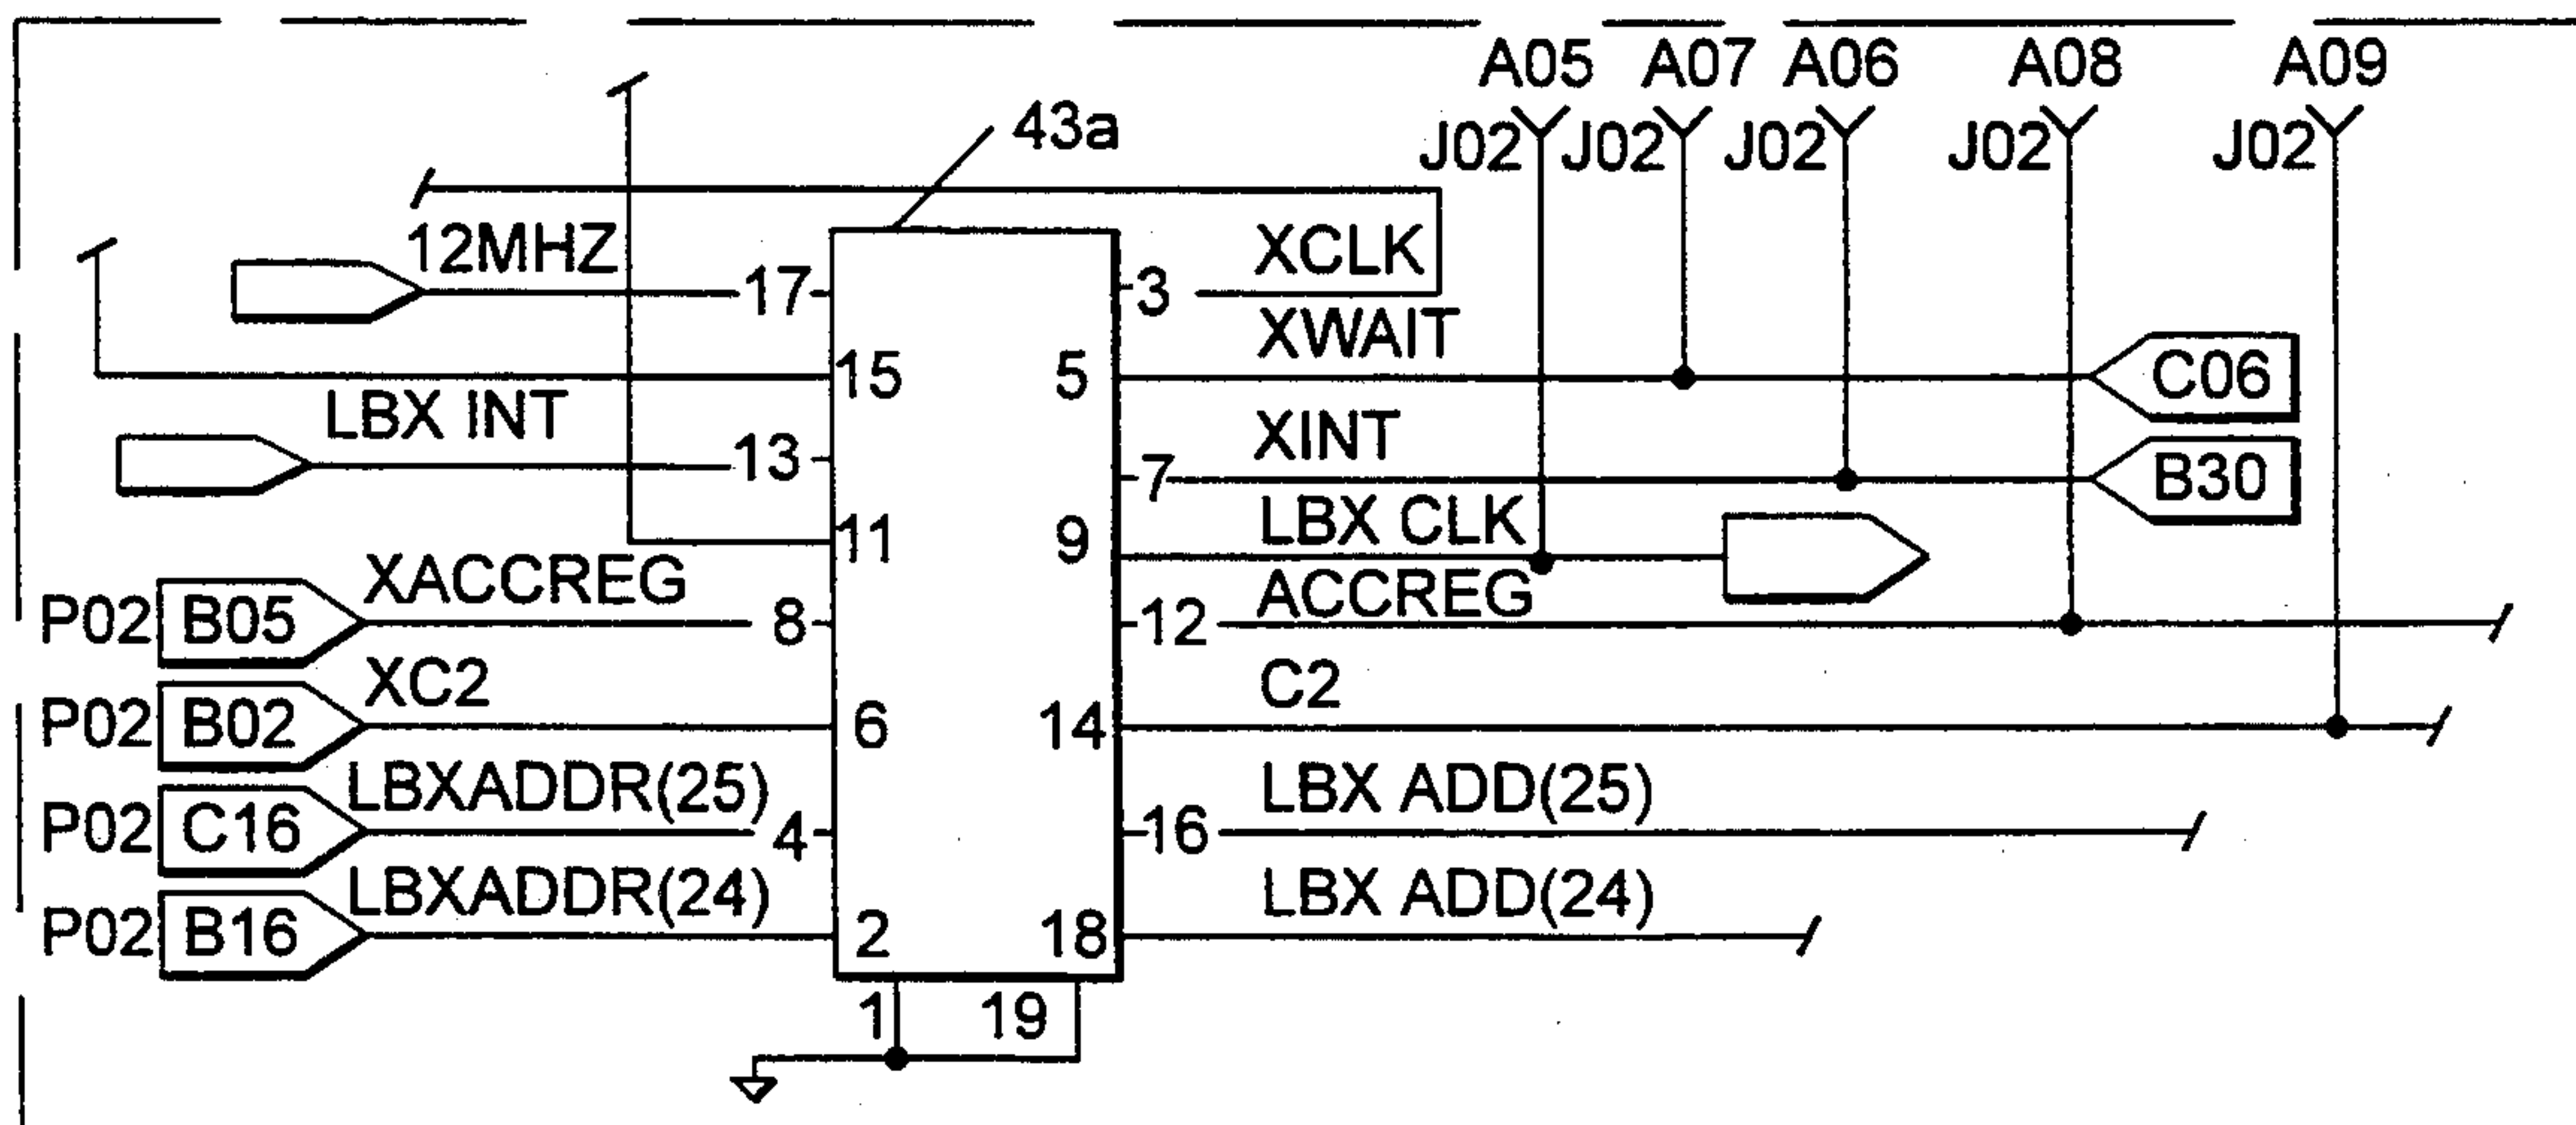 A05 A07 A06 A08 A09
J02 J02 J02 J02 J02
43a
12MHZ 17 3 XCLK
15 5 XWAIT C06
LBX INT 13 7 XINT B30
11 9 LBX CLK
P02 B05 XACCREG 8 12 ACCREG
P02 B02 XC2 6 14 C2
P02 C16 LBXADDR(25) 4 16 LBX ADD(25)
P02 B16 LBXADDR(24) 2 18 LBX ADD(24)
1 19